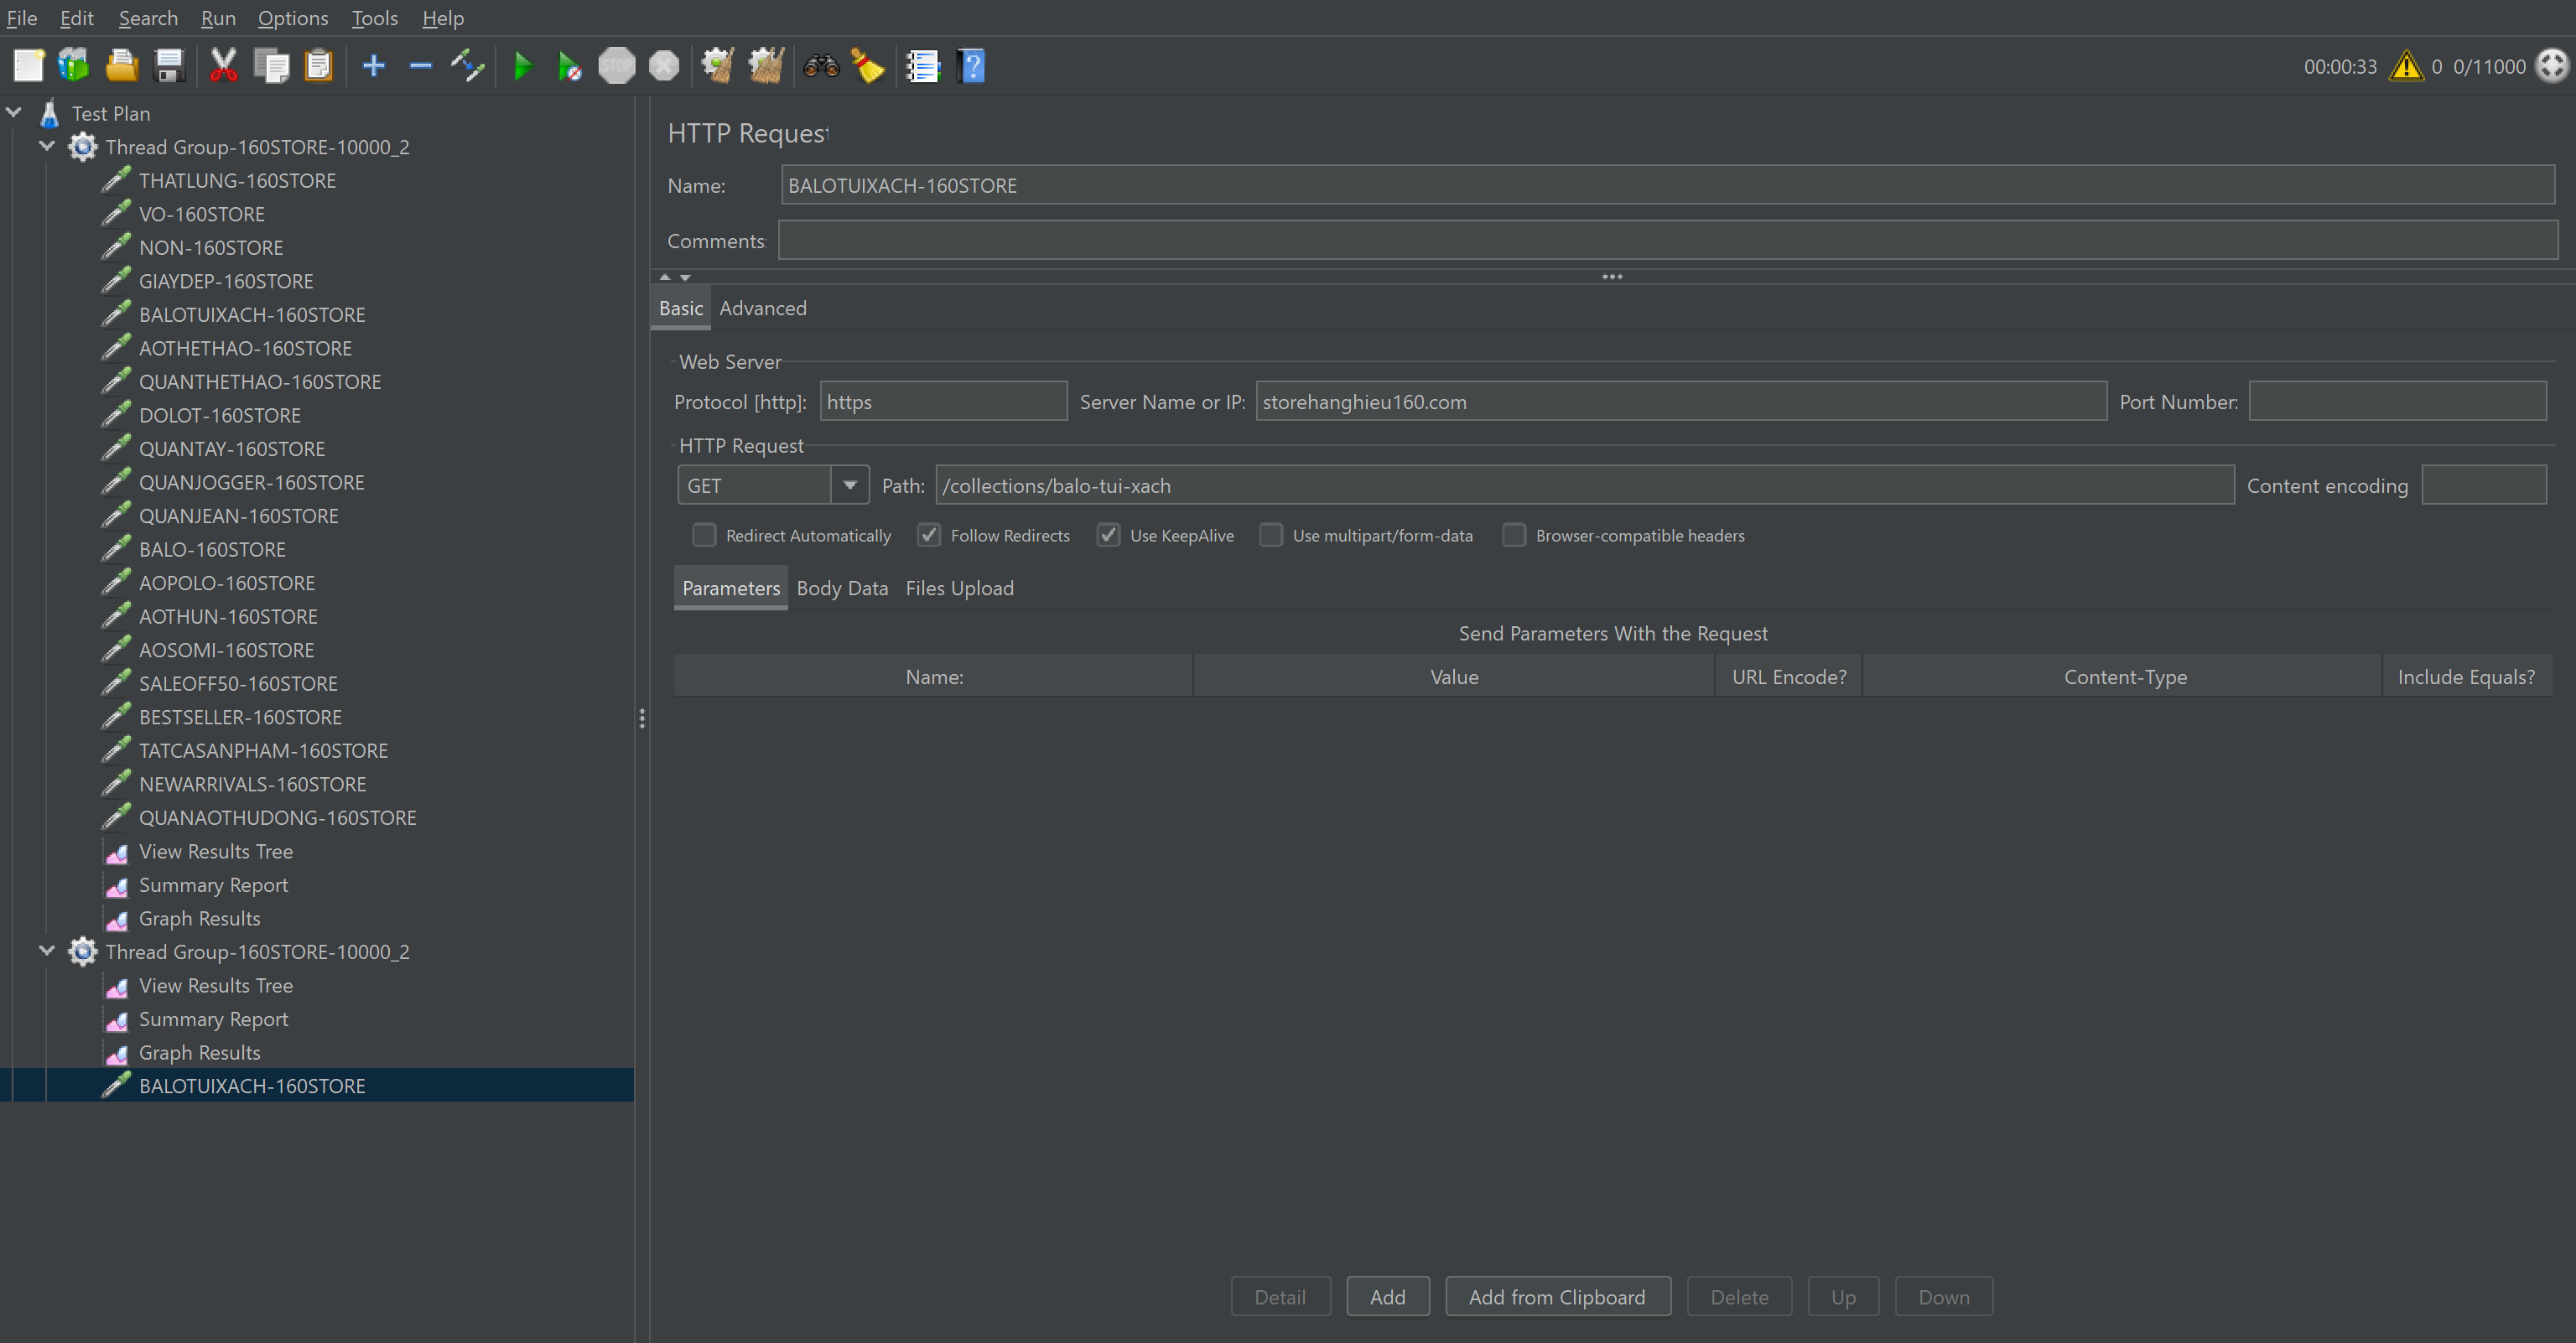 File Edit Search Run Options Tools Help
STOP
00:00:33 0 0/11000
Test Plan
Thread Group-160STORE-10000_2
THATLUNG-160STORE
VO-160STORE
NON-160STORE
GIAYDEP-160STORE
BALOTUIXACH-160STORE
AOTHETHAO-160STORE
QUANTHETHAO-160STORE
DOLOT-160STORE
QUANTAY-160STORE
QUANJOGGER-160STORE
QUANJEAN-160STORE
BALO-160STORE
AOPOLO-160STORE
AOTHUN-160STORE
AOSOMI-160STORE
SALEOFF50-160STORE
BESTSELLER-160STORE
TATCASANPHAM-160STORE
NEWARRIVALS-160STORE
QUANAOTHUDONG-160STORE
View Results Tree
Summary Report
Graph Results
Thread Group-160STORE-10000_2
View Results Tree
Summary Report
Graph Results
BALOTUIXACH-160STORE
HTTP Request
Name: BALOTUIXACH-160STORE
Comments:
Basic Advanced
Web Server
Protocol [http]: https Server Name or IP: storehanghieu160.com Port Number:
HTTP Request
GET Path: /collections/balo-tui-xach Content encoding
Redirect Automatically Follow Redirects Use KeepAlive Use multipart/form-data Browser-compatible headers
Parameters Body Data Files Upload
Send Parameters With the Request
Name: Value URL Encode? Content-Type Include Equals?
Detail Add Add from Clipboard Delete Up Down